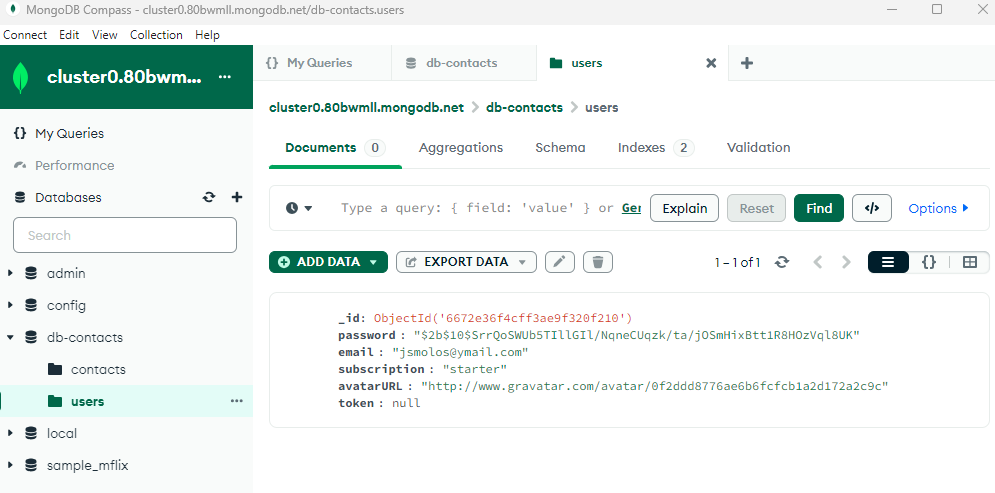 MongoDB Compass - cluster0.80bwmll.mongodb.net/db-contacts.users
Connect Edit View Collection Help
cluster0.80bwm... ...
My Queries
Performance
Databases
Search
admin
config
db-contacts
contacts
users ...
local
sample_mflix
{} My Queries
db-contacts
users
cluster0.80bwmll.mongodb.net > db-contacts > users
Documents 0 Aggregations Schema Indexes 2 Validation
Type a query: { field: 'value' } or Ger Explain Reset Find </> Options
ADD DATA EXPORT DATA 1 – 1 of 1 {}
_id: ObjectId('6672e36f4cff3ae9f320f210')
password : "$2b$10$SrrQoSWUb5TIllGIl/NqneCUqzk/ta/jOSmHixBtt1R8HOzVql8UK"
email : "jsmolos@ymail.com"
subscription : "starter"
avatarURL : "http://www.gravatar.com/avatar/0f2ddd8776ae6b6fcfcb1a2d172a2c9c"
token : null